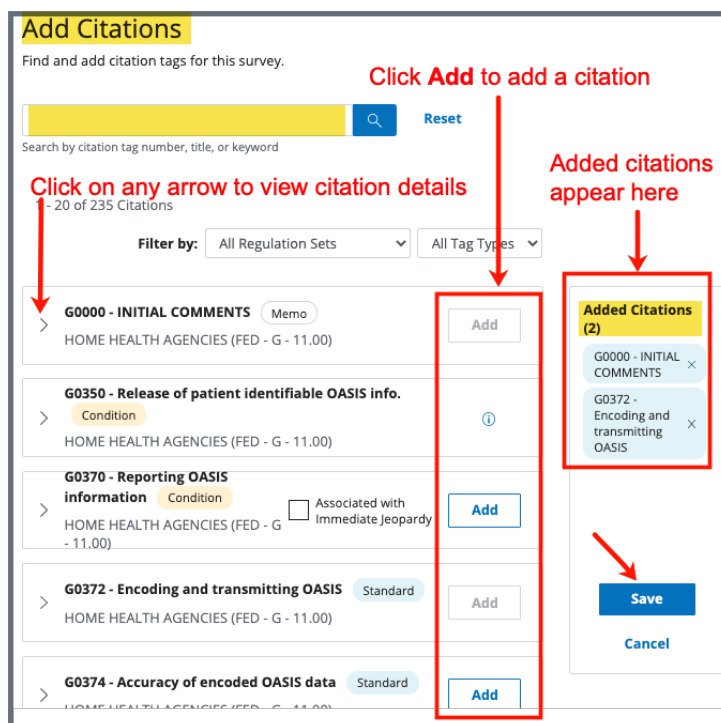 Add Citations
Find and add citation tags for this survey.
Click Add to add a citation
Reset
Search by citation tag number, title, or keyword
Added citations
appear here
Click on any arrow to view citation details
1 - 20 of 235 Citations
Filter by:
All Regulation Sets
All Tag Types
G0000 - INITIAL COMMENTS Memo
HOME HEALTH AGENCIES (FED - G - 11.00)
Add
G0350 - Release of patient identifiable OASIS info.
Condition
HOME HEALTH AGENCIES (FED - G - 11.00)
G0370 - Reporting OASIS
information Condition
HOME HEALTH AGENCIES (FED - G
- 11.00)
Associated with
Immediate Jeopardy
Add
G0372 - Encoding and transmitting OASIS Standard
HOME HEALTH AGENCIES (FED - G - 11.00)
Add
G0374 - Accuracy of encoded OASIS data Standard
HOME HEALTH AGENCIES (FED - G - 11.00)
Add
Added Citations
(2)
G0000 - INITIAL
COMMENTS
G0372 -
Encoding and
transmitting
OASIS
Save
Cancel